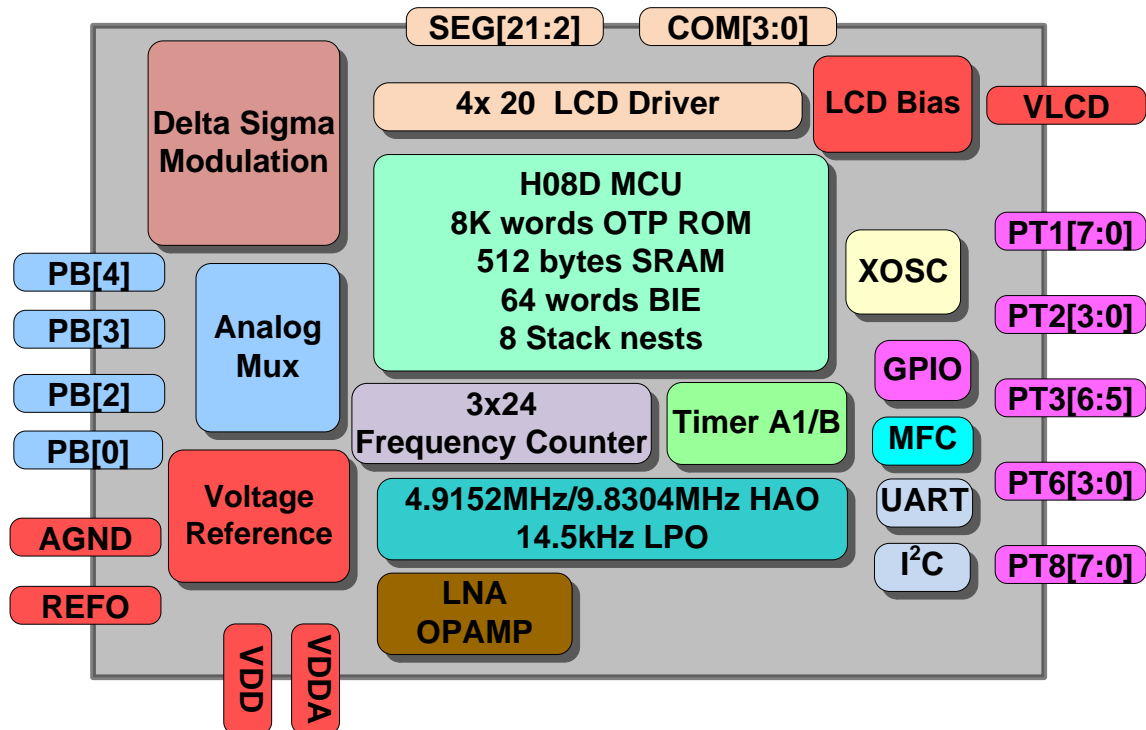 SEG[21:2]
COM[3:0]
Delta Sigma
Modulation
4x 20 LCD Driver
LCD Bias
VLCD
H08D MCU
8K words OTP ROM
512 bytes SRAM
64 words BIE
8 Stack nests
XOSC
PT1[7:0]
PT2[3:0]
PT3[6:5]
PT6[3:0]
PT8[7:0]
PB[4]
PB[3]
PB[2]
PB[0]
Analog
Mux
GPIO
MFC
UART
I²C
3x24
Frequency Counter
Timer A1/B
Voltage
Reference
4.9152MHz/9.8304MHz HAO
14.5kHz LPO
AGND
REFO
LNA
OPAMP
VDD
VDDA